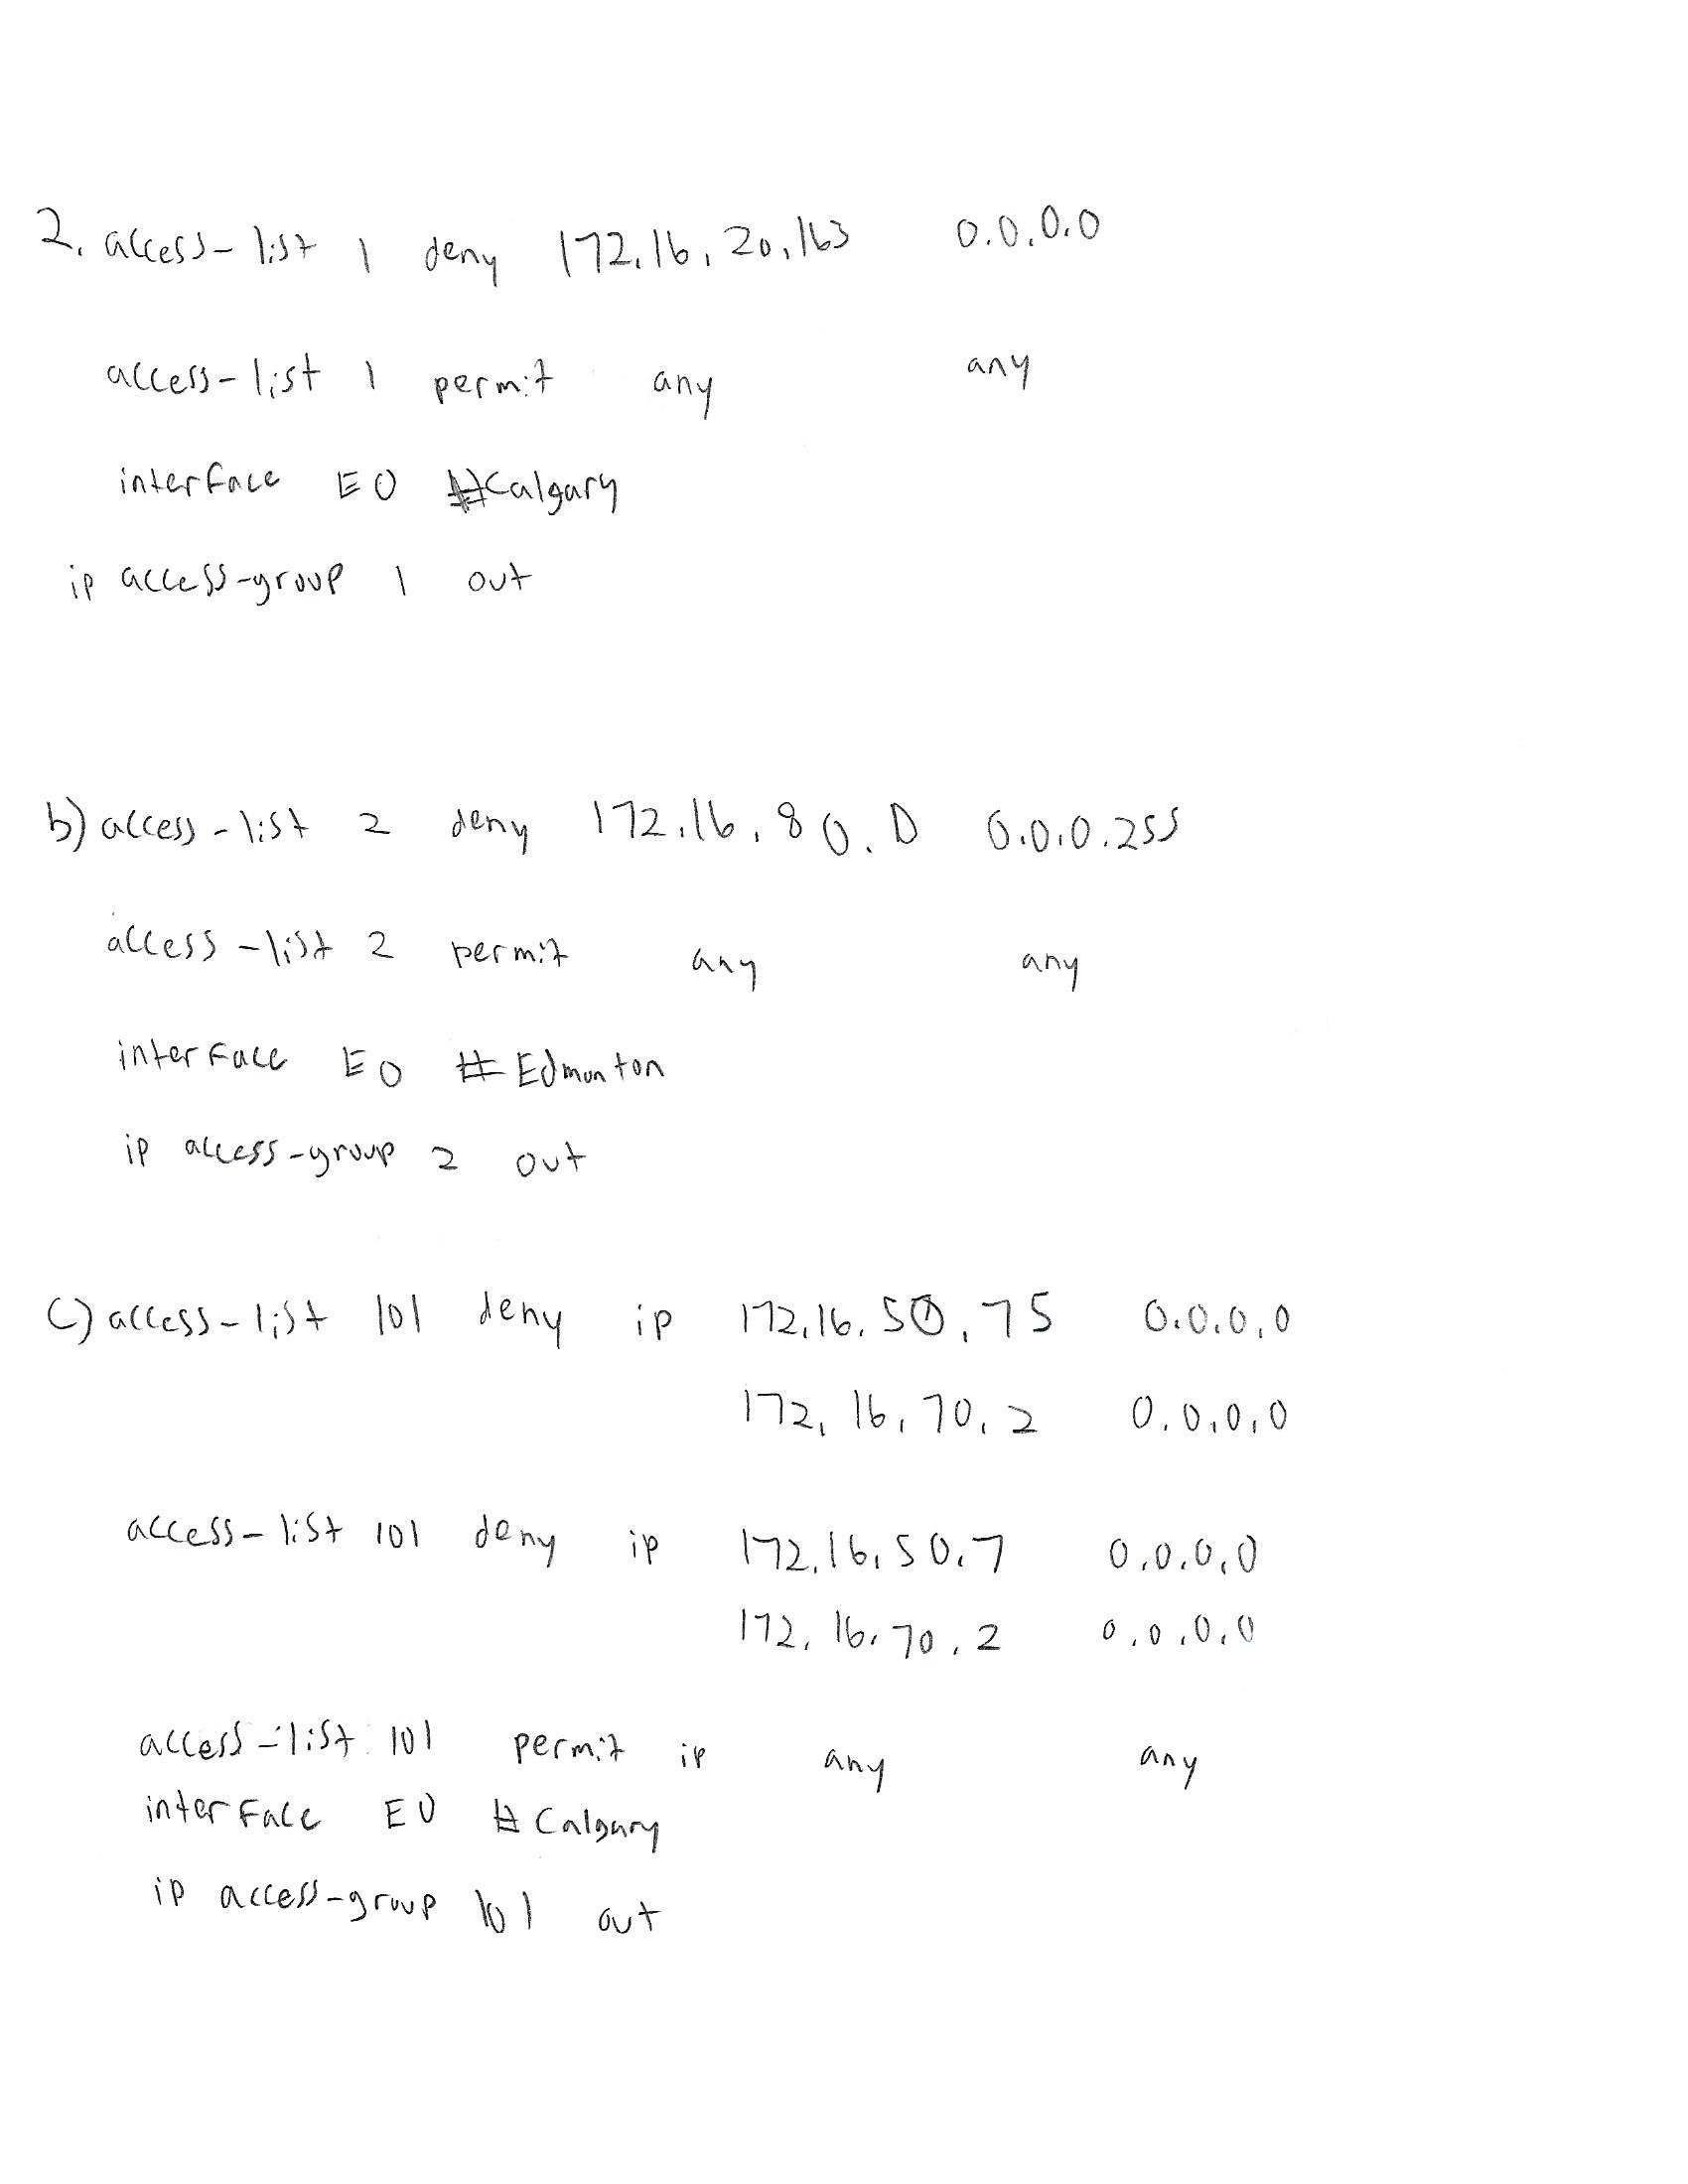 2. access-list 1 deny 172.16.20.163 0.0.0.0
access-list 1 permit any any
interface E0 #Calgary
ip access-group 1 out
b) access-list 2 deny 172.16.80.0 0.0.0.255
access-list 2 permit any any
interface E0 #Edmonton
ip access-group 2 out
c) access-list 101 deny ip 172.16.50.75 0.0.0.0
172.16.70.2 0.0.0.0
access-list 101 deny ip 172.16.50.7 0.0.0.0
172.16.70.2 0.0.0.0
access-list 101 permit ip any any
interface E0 #Calgary
ip access-group 101 out